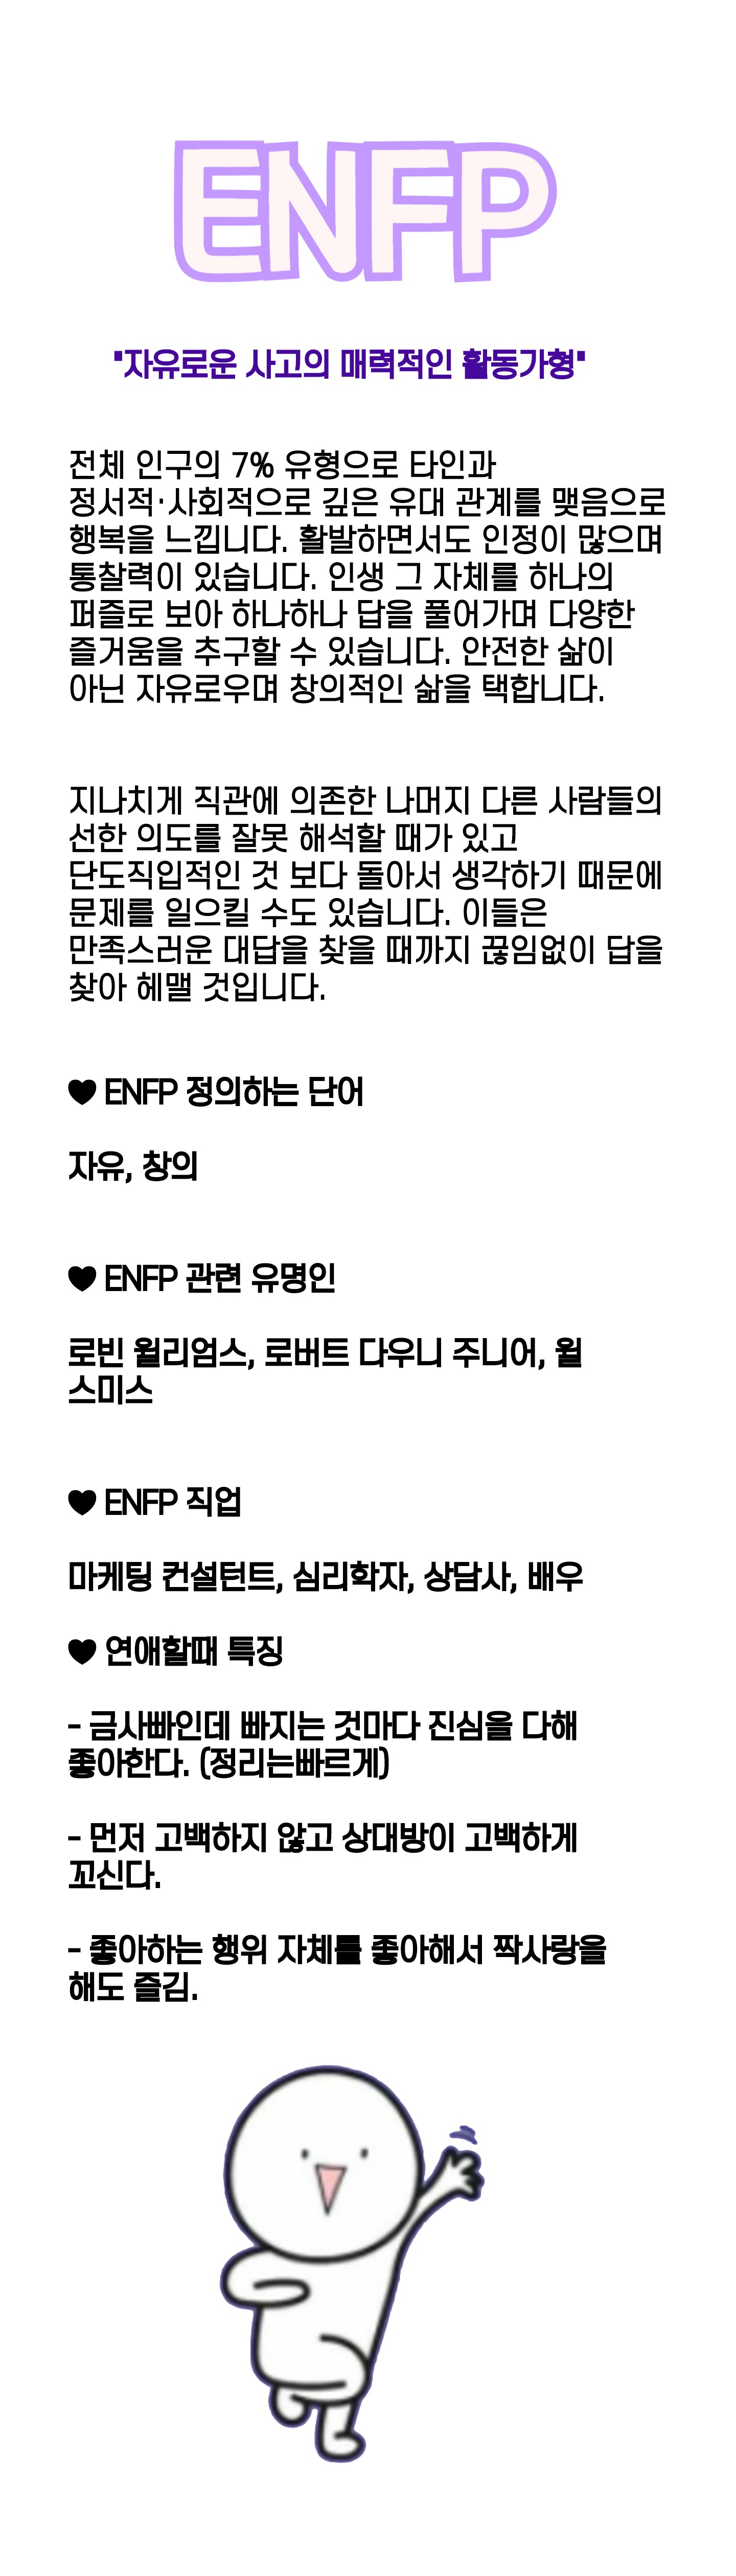 ENFP
"자유로운 사고의 매력적인 활동가형"
전체 인구의 7% 유형으로 타인과
정서적·사회적으로 깊은 유대 관계를 맺음으로
행복을 느낍니다. 활발하면서도 인정이 많으며
통찰력이 있습니다. 인생 그 자체를 하나의
퍼즐로 보아 하나하나 답을 풀어가며 다양한
즐거움을 추구할 수 있습니다. 안전한 삶이
아닌 자유로우며 창의적인 삶을 택합니다.
지나치게 직관에 의존한 나머지 다른 사람들의
선한 의도를 잘못 해석할 때가 있고
단도직입적인 것 보다 돌아서 생각하기 때문에
문제를 일으킬 수도 있습니다. 이들은
만족스러운 대답을 찾을 때까지 끊임없이 답을
찾아 헤맬 것입니다.
♥ ENFP 정의하는 단어
자유, 창의
♥ ENFP 관련 유명인
로빈 윌리엄스, 로버트 다우니 주니어, 윌
스미스
♥ ENFP 직업
마케팅 컨설턴트, 심리학자, 상담사, 배우
♥ 연애할때 특징
- 금사빠인데 빠지는 것마다 진심을 다해
좋아한다. (정리는빠르게)
- 먼저 고백하지 않고 상대방이 고백하게
꼬신다.
- 좋아하는 행위 자체를 좋아해서 짝사랑을
해도 즐김.